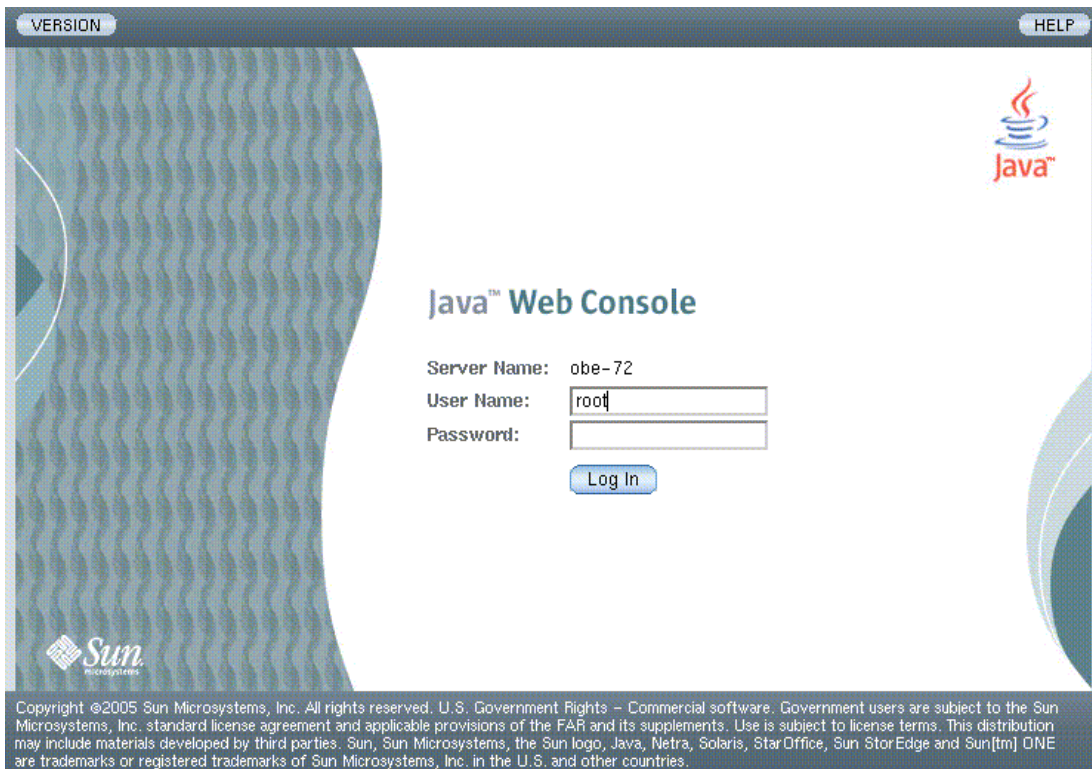 VERSION
HELP
Java™
Java™ Web Console
Server Name: obe-72
User Name: root
Password:
Log In
Sun
microsystems
Copyright ©2005 Sun Microsystems, Inc. All rights reserved. U.S. Government Rights – Commercial software. Government users are subject to the Sun
Microsystems, Inc. standard license agreement and applicable provisions of the FAR and its supplements. Use is subject to license terms. This distribution
may include materials developed by third parties. Sun, Sun Microsystems, the Sun logo, Java, Netra, Solaris, StarOffice, Sun StorEdge and Sun[tm] ONE
are trademarks or registered trademarks of Sun Microsystems, Inc. in the U.S. and other countries.